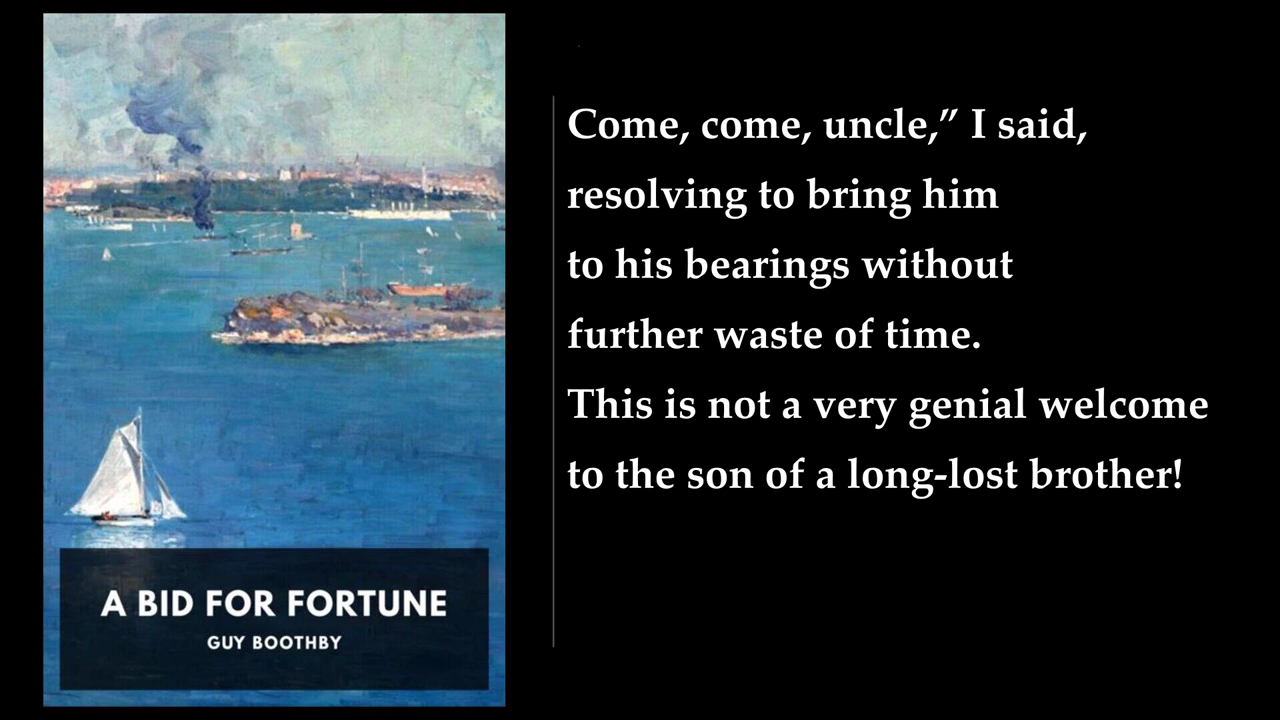 Come, come, uncle,” I said,
resolving to bring him
to his bearings without
further waste of time.
This is not a very genial welcome
to the son of a long-lost brother!
A BID FOR FORTUNE
GUY BOOTHBY